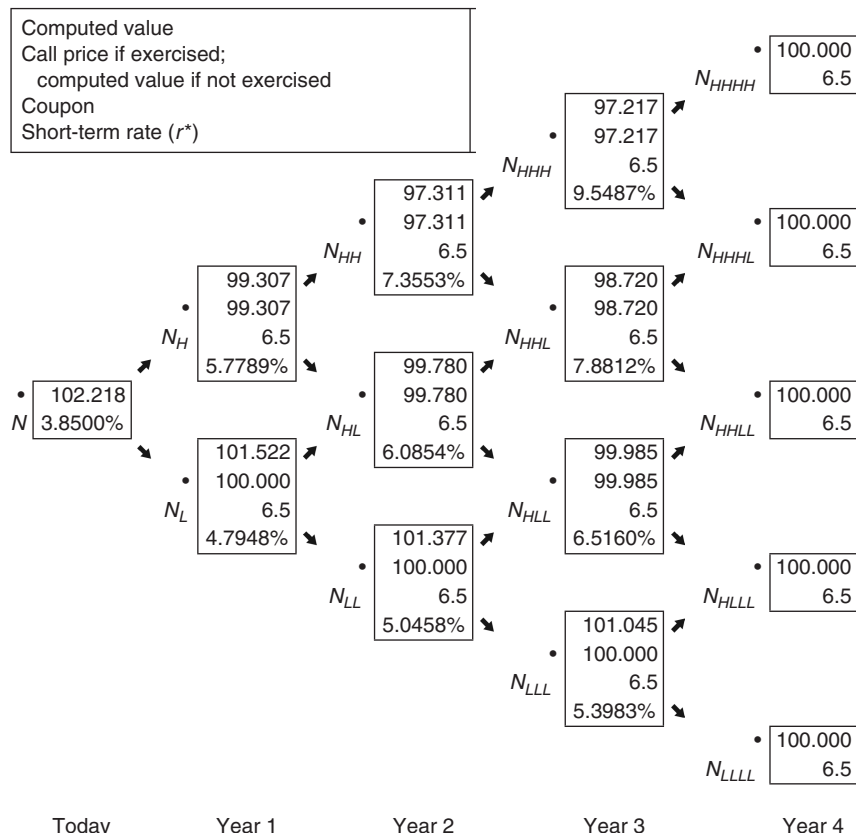 Computed value
Call price if exercised;
computed value if not exercised
Coupon
Short-term rate (r*)
• 100.000
N_HHHH 6.5
97.217
• 97.217
N_HHH 6.5
9.5487%
97.311
• 97.311
N_HH 6.5
7.3553%
• 100.000
N_HHHL 6.5
99.307
• 99.307
N_H 6.5
5.7789%
98.720
• 98.720
N_HHL 6.5
7.8812%
• 102.218
N 3.8500%
99.780
• 99.780
N_HL 6.5
6.0854%
• 100.000
N_HHLL 6.5
101.522
• 100.000
N_L 6.5
4.7948%
99.985
• 99.985
N_HLL 6.5
6.5160%
101.377
• 100.000
N_LL 6.5
5.0458%
• 100.000
N_HLLL 6.5
101.045
• 100.000
N_LLL 6.5
5.3983%
• 100.000
N_LLLL 6.5
Today Year 1 Year 2 Year 3 Year 4